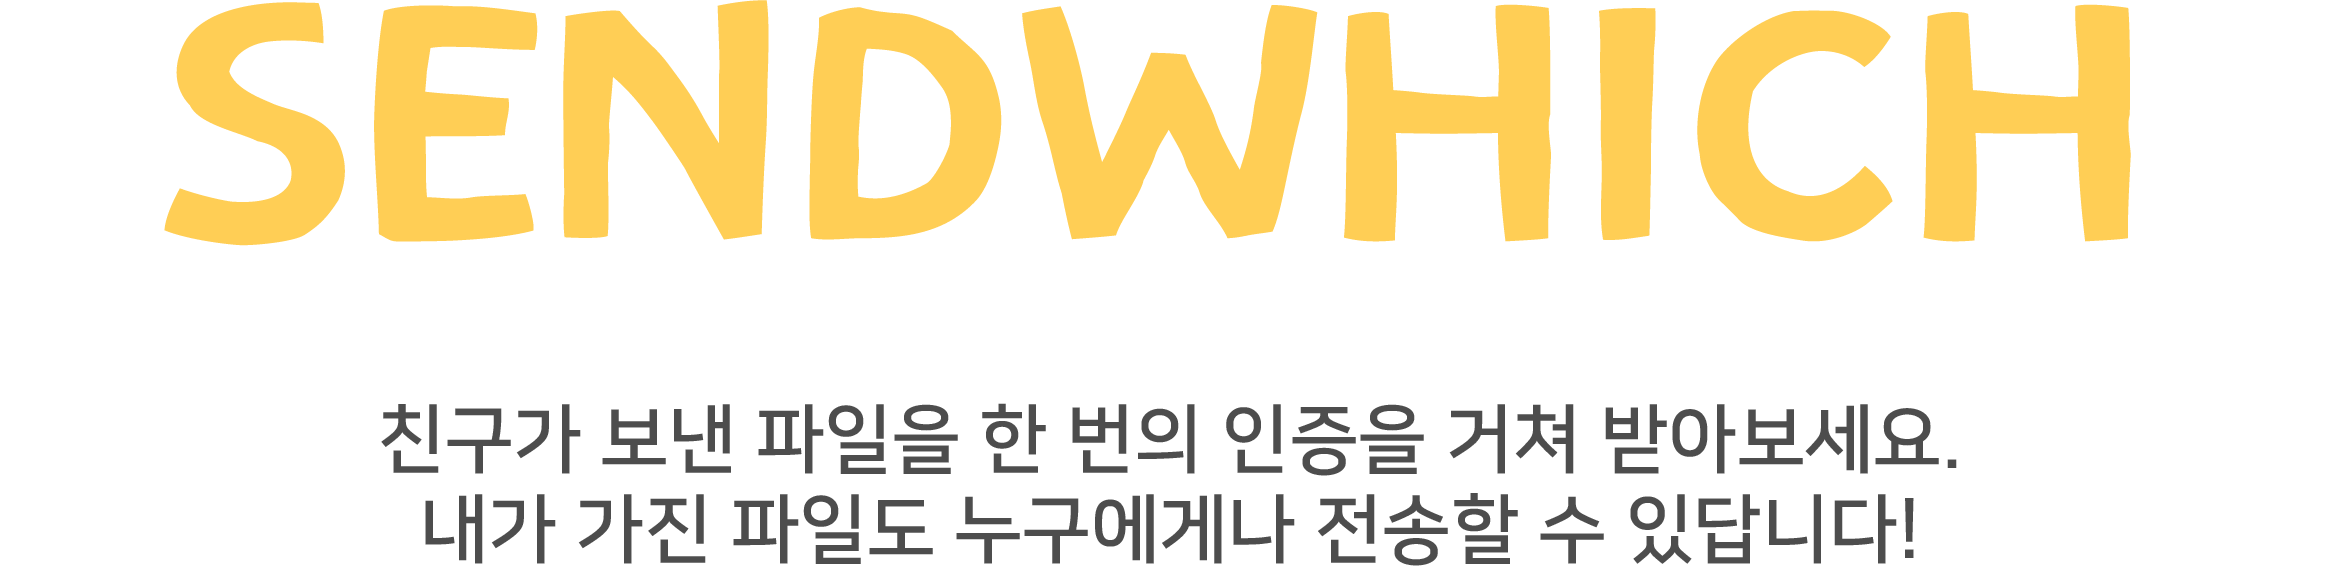 SENDWHICH
친구가 보낸 파일을 한 번의 인증을 거쳐 받아보세요.
내가 가진 파일도 누구에게나 전송할 수 있답니다!